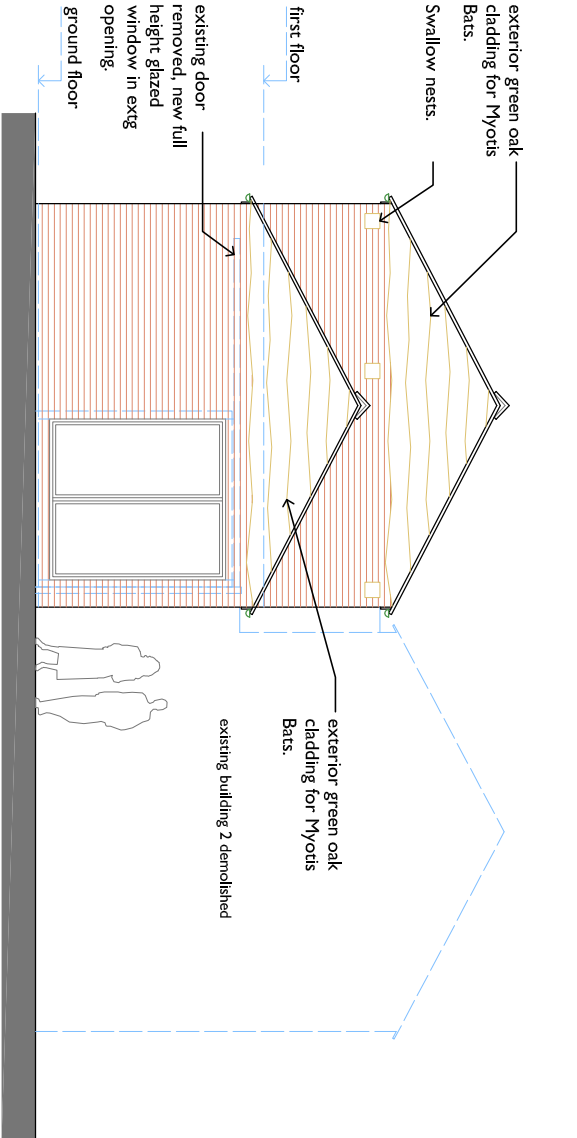 exterior green oak
cladding for Myotis
Bats.
Swallow nests.
first floor
existing door
removed, new full
height glazed
window in extg
opening.
ground floor
exterior green oak
cladding for Myotis
Bats.
existing building 2 demolished